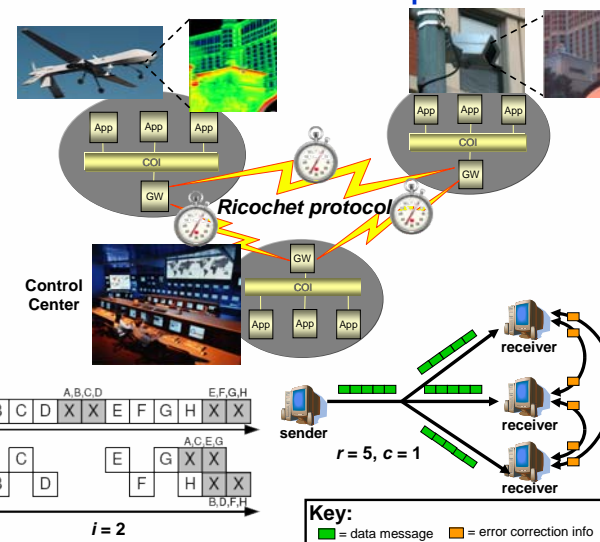 App App App
COI
GW
App App App
COI
GW
Ricochet protocol
Control
Center
GW
COI
App App App
A,B,C,D E,F,G,H
C D X X E F G H X X
A,C,E,G
C E G X X
D F H X X
B,D,F,H
i = 2
sender
receiver
receiver
receiver
r = 5, c = 1
Key:
= data message = error correction info